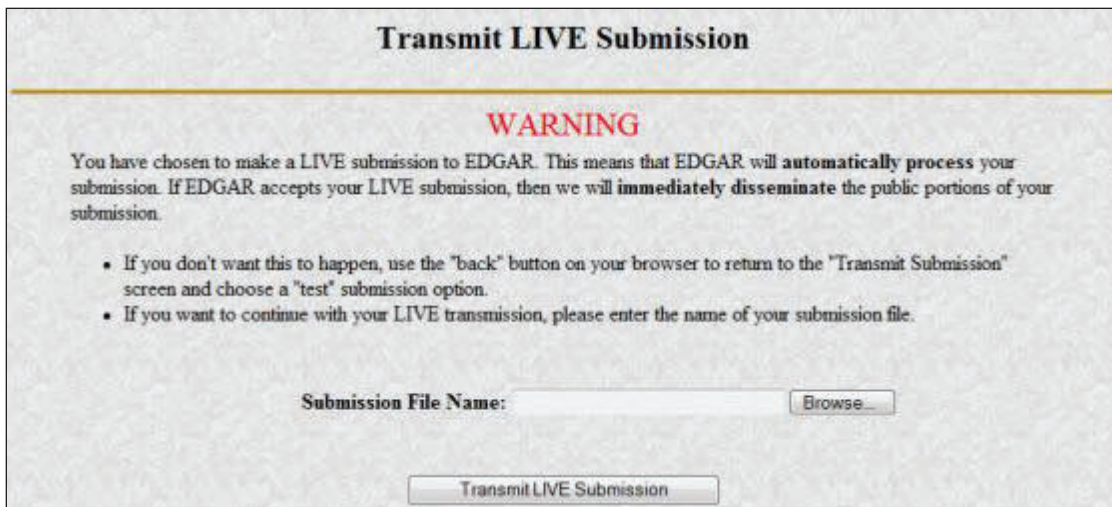 Transmit LIVE Submission
WARNING
You have chosen to make a LIVE submission to EDGAR. This means that EDGAR will automatically process your
submission. If EDGAR accepts your LIVE submission, then we will immediately disseminate the public portions of your
submission.
• If you don't want this to happen, use the "back" button on your browser to return to the "Transmit Submission"
screen and choose a "test" submission option.
• If you want to continue with your LIVE transmission, please enter the name of your submission file.
Submission File Name: Browse...
Transmit LIVE Submission